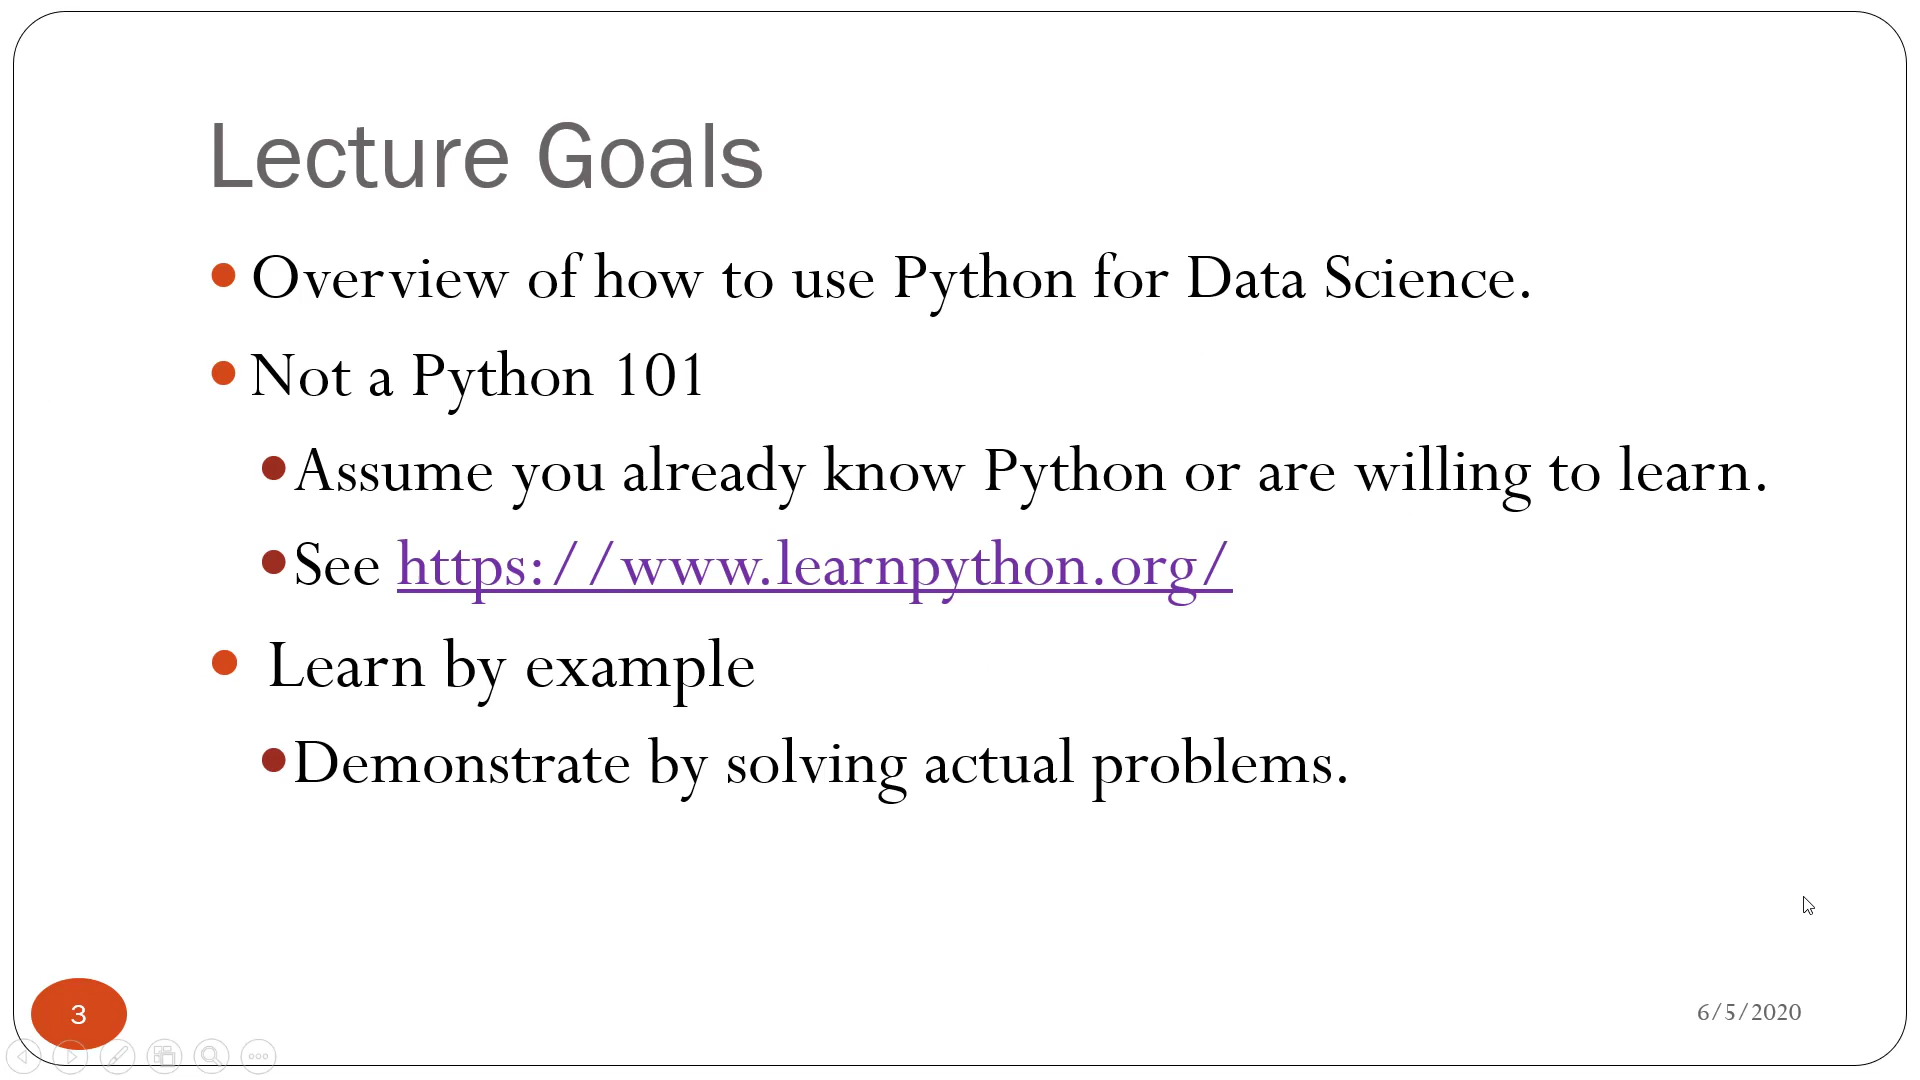 Lecture Goals
Overview of how to use Python for Data Science.
Not a Python 101
Assume you already know Python or are willing to learn.
See https://www.learnpython.org/
Learn by example
Demonstrate by solving actual problems.
3
6/5/2020